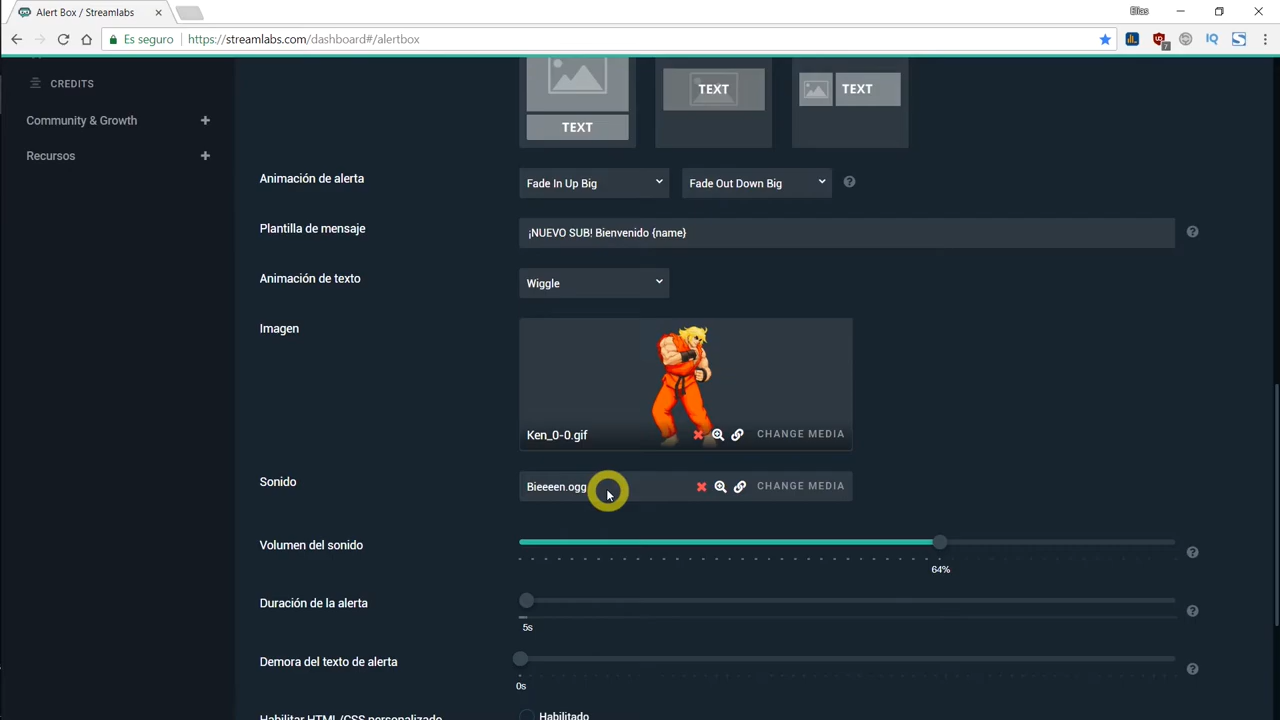 Alert Box / Streamlabs
Elías
Es seguro
https://streamlabs.com/dashboard#/alertbox
7
CREDITS
Community & Growth
Recursos
TEXT
TEXT
TEXT
Animación de alerta
Fade In Up Big
Fade Out Down Big
Plantilla de mensaje
¡NUEVO SUB! Bienvenido {name}
Animación de texto
Wiggle
Imagen
Ken_0-0.gif
CHANGE MEDIA
Sonido
Bieeeen.ogg
CHANGE MEDIA
Volumen del sonido
64%
Duración de la alerta
5s
Demora del texto de alerta
0s
Habilitar HTML/CSS personalizado
Habilitado